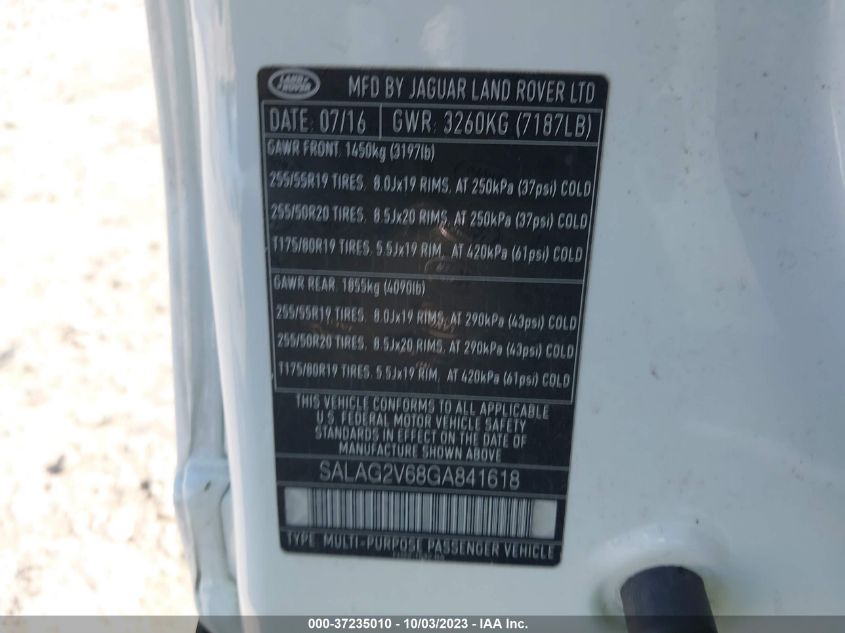 LAND ROVER
MFD BY JAGUAR LAND ROVER LTD
DATE: 07/16 GWR: 3260KG (7187LB)
GAWR FRONT: 1450kg (3197lb)
255/55R19 TIRES, 8.0Jx19 RIMS, AT 250kPa (37psi) COLD
255/50R20 TIRES, 8.5Jx20 RIMS, AT 250kPa (37psi) COLD
T175/80R19 TIRES, 5.5Jx19 RIM, AT 420kPa (61psi) COLD
GAWR REAR: 1855kg (4090lb)
255/55R19 TIRES, 8.0Jx19 RIMS, AT 290kPa (43psi) COLD
255/50R20 TIRES, 8.5Jx20 RIMS, AT 290kPa (43psi) COLD
T175/80R19 TIRES, 5.5Jx19 RIM, AT 420kPa (61psi) COLD
THIS VEHICLE CONFORMS TO ALL APPLICABLE
U.S. FEDERAL MOTOR VEHICLE SAFETY
STANDARDS IN EFFECT ON THE DATE OF
MANUFACTURE SHOWN ABOVE
SALAG2V68GA841618
TYPE: MULTI-PURPOSE PASSENGER VEHICLE
000-37235010 - 10/03/2023 - IAA Inc.